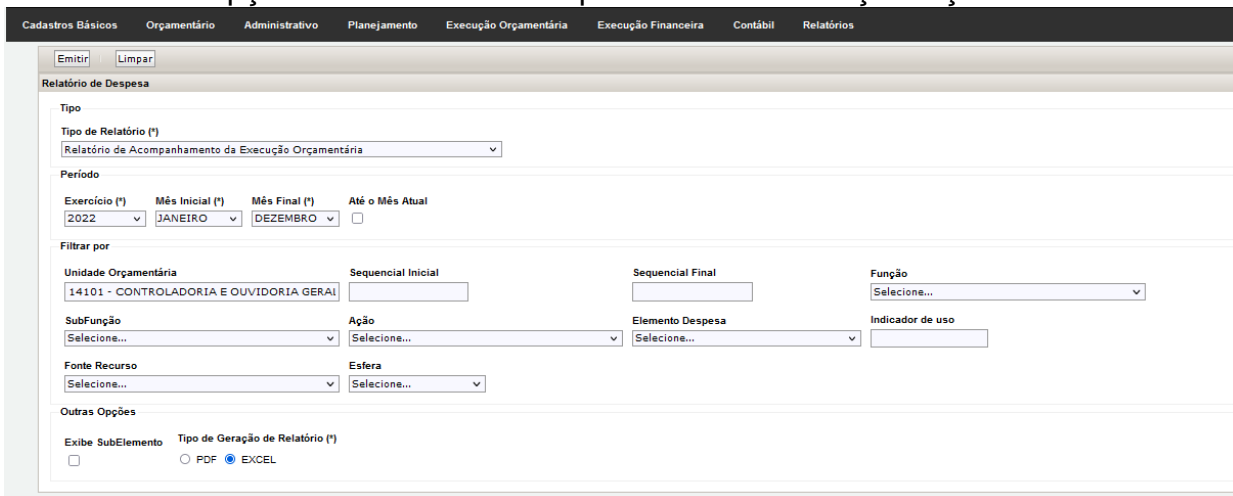 Cadastros Básicos Orçamentário Administrativo Planejamento Execução Orçamentária Execução Financeira Contábil Relatórios
Emitir Limpar
Relatório de Despesa
Tipo
Tipo de Relatório (*)
Relatório de Acompanhamento da Execução Orçamentária
Período
Exercício (*) Mês Inicial (*) Mês Final (*) Até o Mês Atual
2022 JANEIRO DEZEMBRO
Filtrar por
Unidade Orçamentária Sequencial Inicial Sequencial Final Função
14101 - CONTROLADORIA E OUVIDORIA GERAL Selecione...
SubFunção Ação Elemento Despesa Indicador de uso
Selecione... Selecione... Selecione...
Fonte Recurso Esfera
Selecione... Selecione...
Outras Opções
Exibe SubElemento Tipo de Geração de Relatório (*)
PDF EXCEL